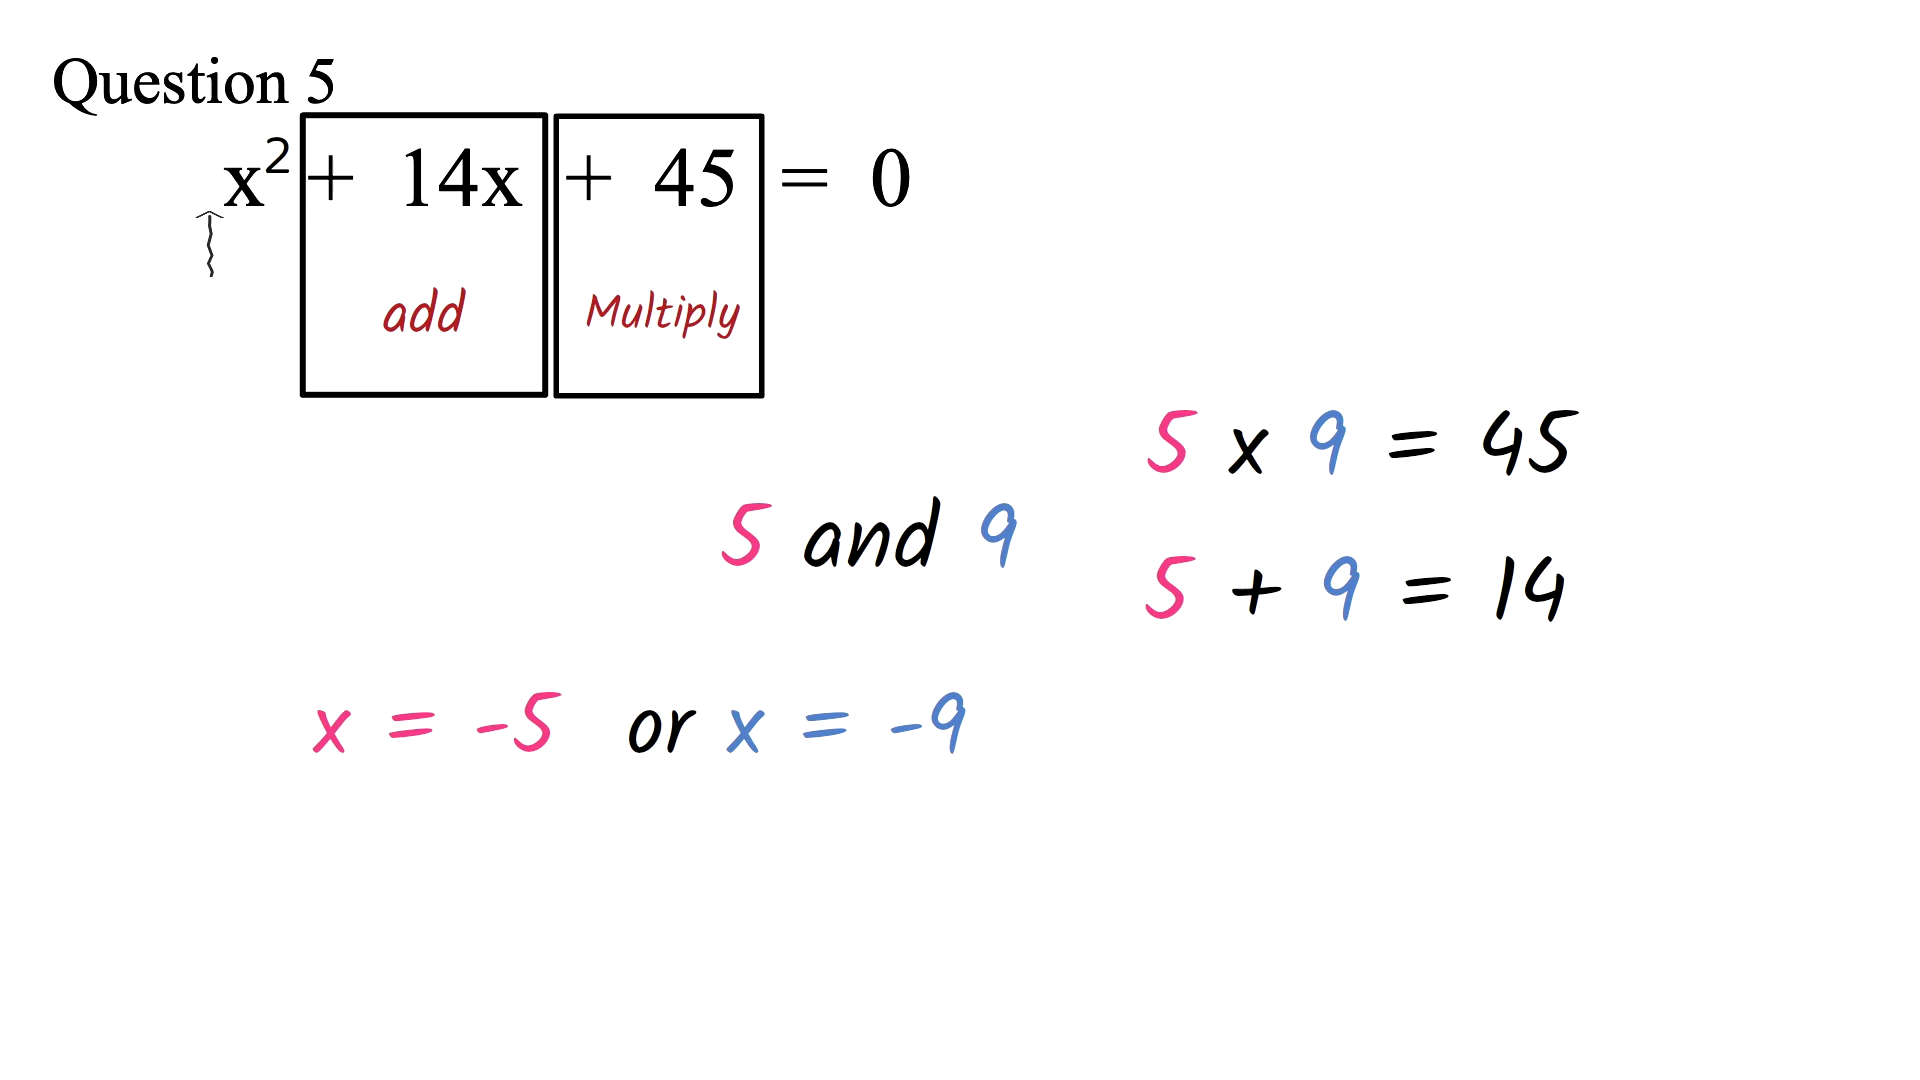 Question 5
x² + 14x + 45 = 0
add Multiply
5 x 9 = 45
5 and 9
5 + 9 = 14
x = -5 or x = -9